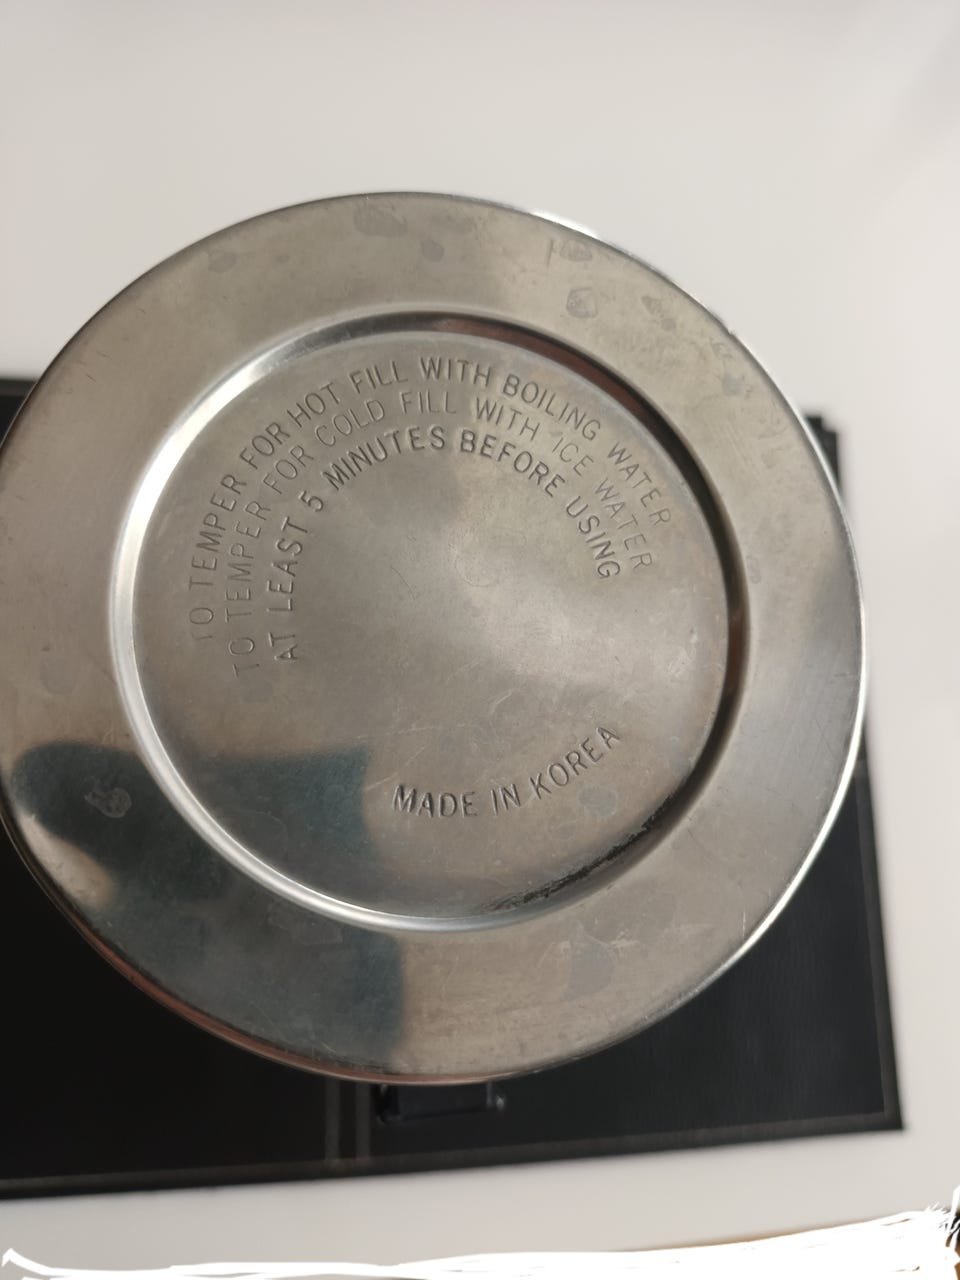 TO TEMPER FOR HOT FILL WITH BOILING WATER
TO TEMPER FOR COLD FILL WITH ICE WATER
AT LEAST 5 MINUTES BEFORE USING
MADE IN KOREA